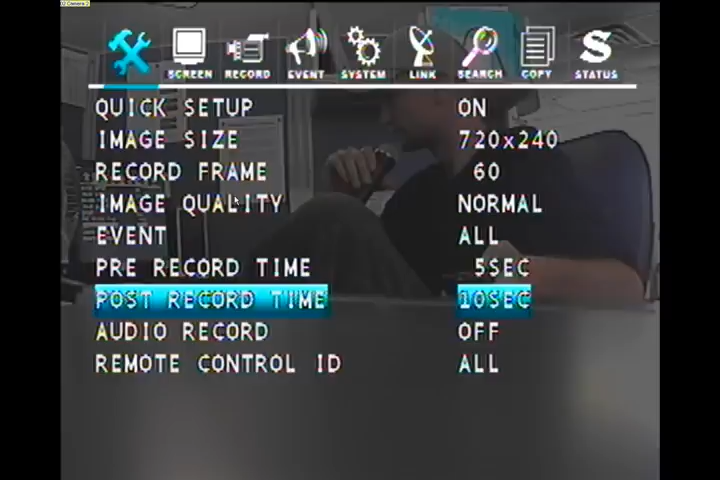 SCREEN RECORD EVENT SYSTEM LINK SEARCH COPY STATUS
QUICK SETUP ON
IMAGE SIZE 720x240
RECORD FRAME 60
IMAGE QUALITY NORMAL
EVENT ALL
PRE RECORD TIME 5SEC
POST RECORD TIME 10SEC
AUDIO RECORD OFF
REMOTE CONTROL ID ALL